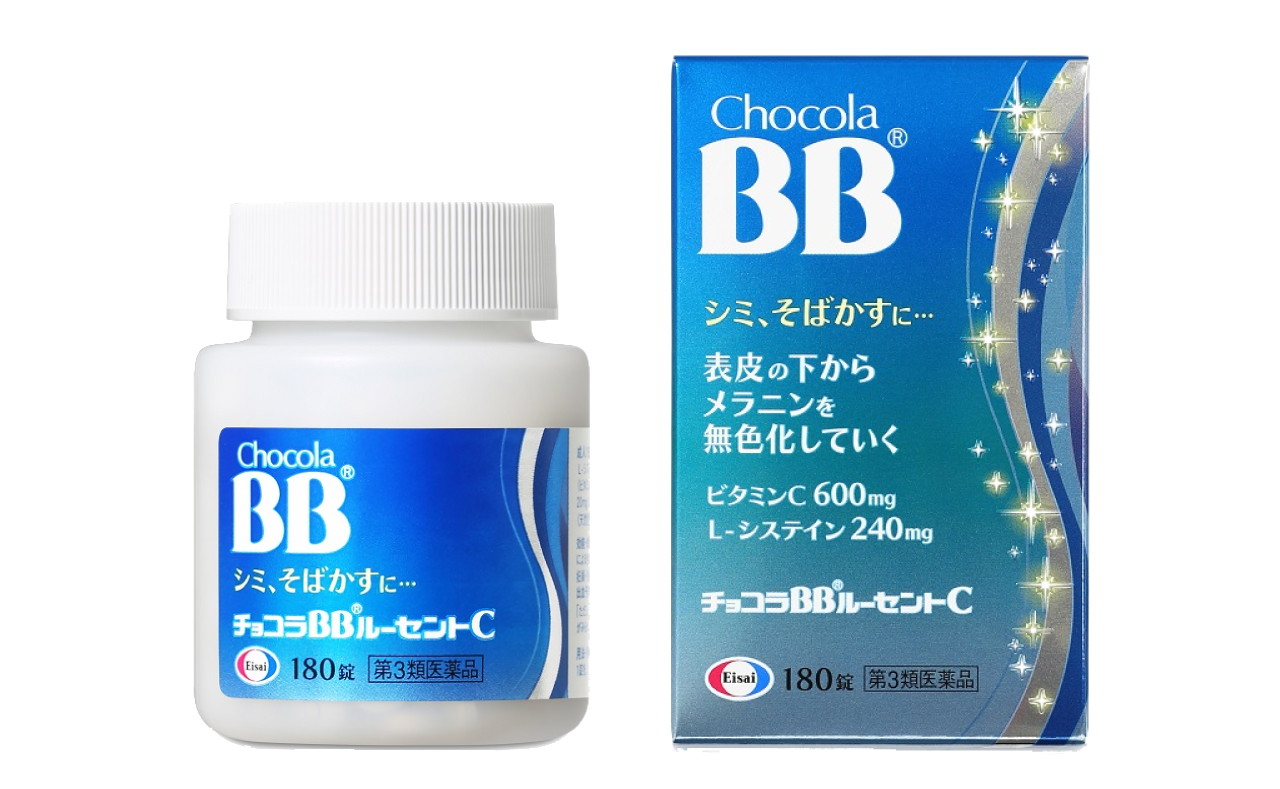 Chocola
BB®
シミ、そばかすに…
チョコラBB®ルーセントC
Eisai 180錠 第3類医薬品
Chocola
BB®
シミ、そばかすに…
表皮の下から
メラニンを
無色化していく
ビタミンC 600mg
L-システイン 240mg
チョコラBB®ルーセントC
Eisai 180錠 第3類医薬品